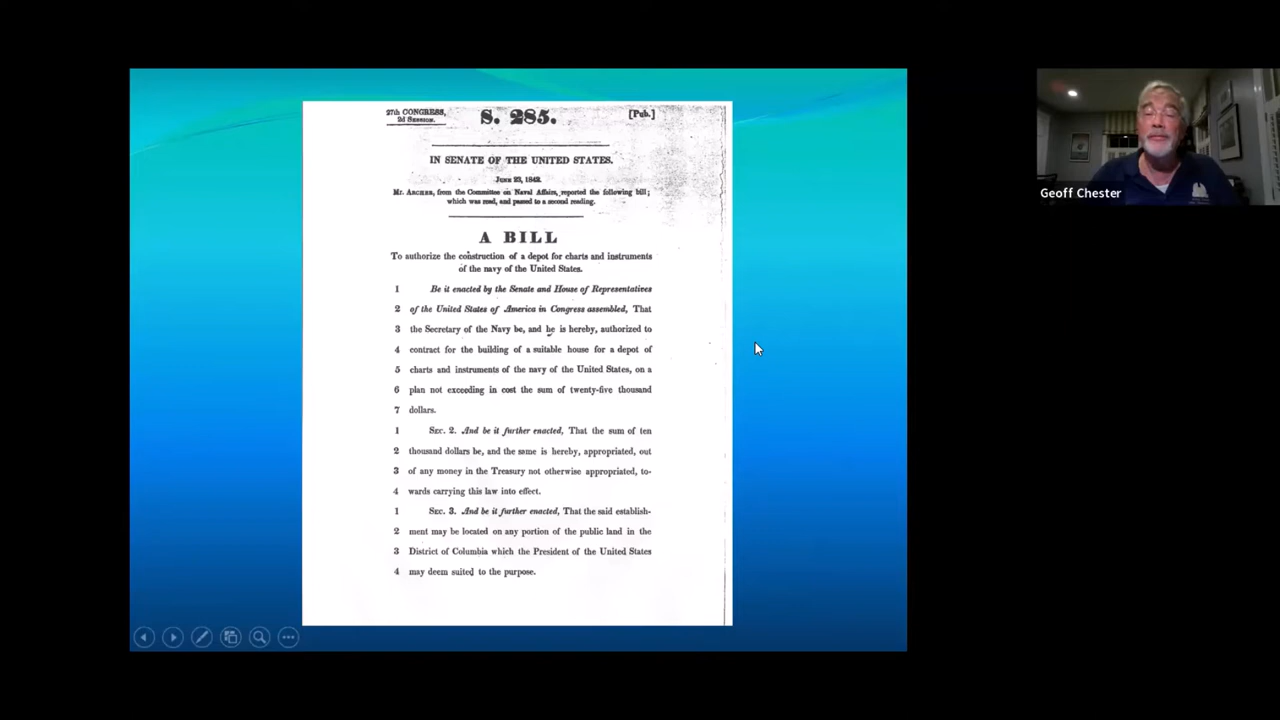 27th CONGRESS,
2d Session.
S. 285.
[Pub.]
IN SENATE OF THE UNITED STATES.
June 23, 1842.
Mr. Archer, from the Committee on Naval Affairs, reported the following bill;
which was read, and passed to a second reading.
A BILL
To authorize the construction of a depot for charts and instruments
of the navy of the United States.
1 Be it enacted by the Senate and House of Representatives
2 of the United States of America in Congress assembled, That
3 the Secretary of the Navy be, and he is hereby, authorized to
4 contract for the building of a suitable house for a depot of
5 charts and instruments of the navy of the United States, on a
6 plan not exceeding in cost the sum of twenty-five thousand
7 dollars.
1 Sec. 2. And be it further enacted, That the sum of ten
2 thousand dollars be, and the same is hereby, appropriated, out
3 of any money in the Treasury not otherwise appropriated, to-
4 wards carrying this law into effect.
1 Sec. 3. And be it further enacted, That the said establish-
2 ment may be located on any portion of the public land in the
3 District of Columbia which the President of the United States
4 may deem suited to the purpose.
Geoff Chester